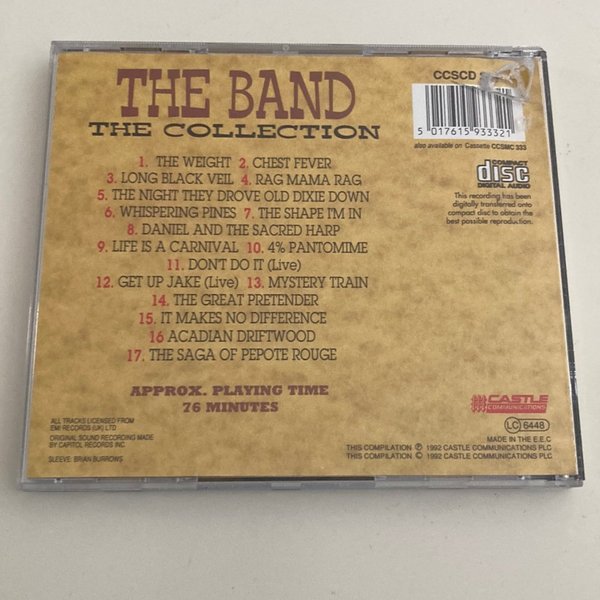 THE BAND
THE COLLECTION
CCSCD
5 017615 933321
also available on Cassette CCSMC 333
COMPACT
disc
DIGITAL AUDIO
This recording has been
digitally transferred onto
compact disc to obtain the
best possible reproduction.
1. THE WEIGHT 2. CHEST FEVER
3. LONG BLACK VEIL 4. RAG MAMA RAG
5. THE NIGHT THEY DROVE OLD DIXIE DOWN
6. WHISPERING PINES 7. THE SHAPE I'M IN
8. DANIEL AND THE SACRED HARP
9. LIFE IS A CARNIVAL 10. 4% PANTOMIME
11. DON'T DO IT (Live)
12. GET UP JAKE (Live) 13. MYSTERY TRAIN
14. THE GREAT PRETENDER
15. IT MAKES NO DIFFERENCE
16 ACADIAN DRIFTWOOD
17. THE SAGA OF PEPOTE ROUGE
APPROX. PLAYING TIME
76 MINUTES
ALL TRACKS LICENSED FROM
EMI RECORDS (UK) LTD
ORIGINAL SOUND RECORDING MADE
BY CAPITOL RECORDS INC.
SLEEVE: BRIAN BURROWS
CASTLE
COMMUNICATIONS
LC 6448
MADE IN THE E.E.C
THIS COMPILATION ℗ 1992 CASTLE COMMUNICATIONS PLC
THIS COMPILATION © 1992 CASTLE COMMUNICATIONS PLC